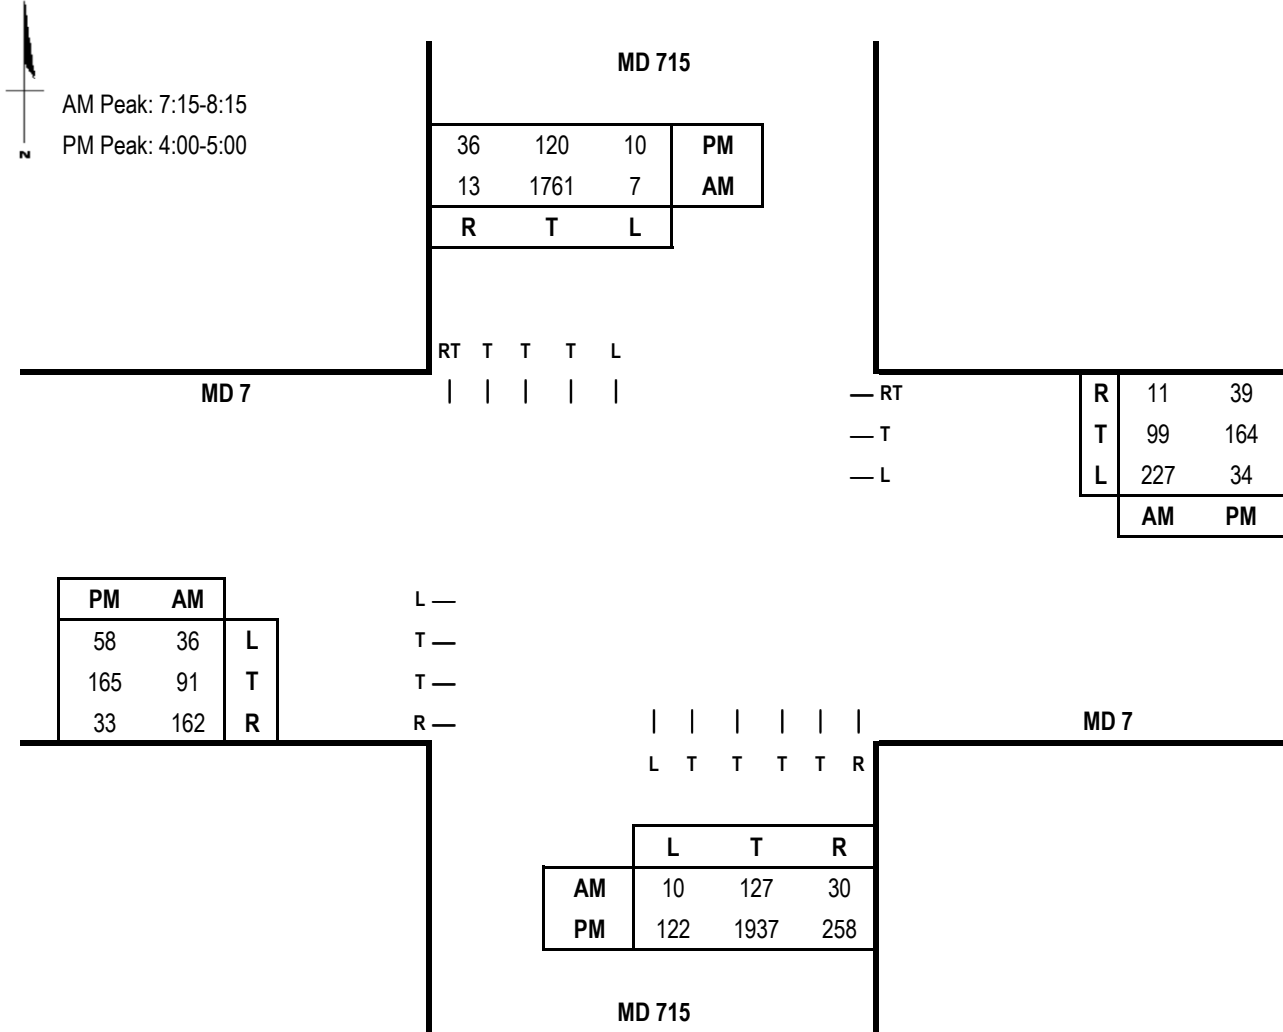 MD 715
AM Peak: 7:15-8:15
PM Peak: 4:00-5:00
N
36 120 10 PM
13 1761 7 AM
R T L
RT T T T L
MD 7
RT
T
L
R 11 39
T 99 164
L 227 34
AM PM
PM AM
58 36 L
165 91 T
33 162 R
L
T
T
R
MD 7
L T T T T R
L T R
AM 10 127 30
PM 122 1937 258
MD 715